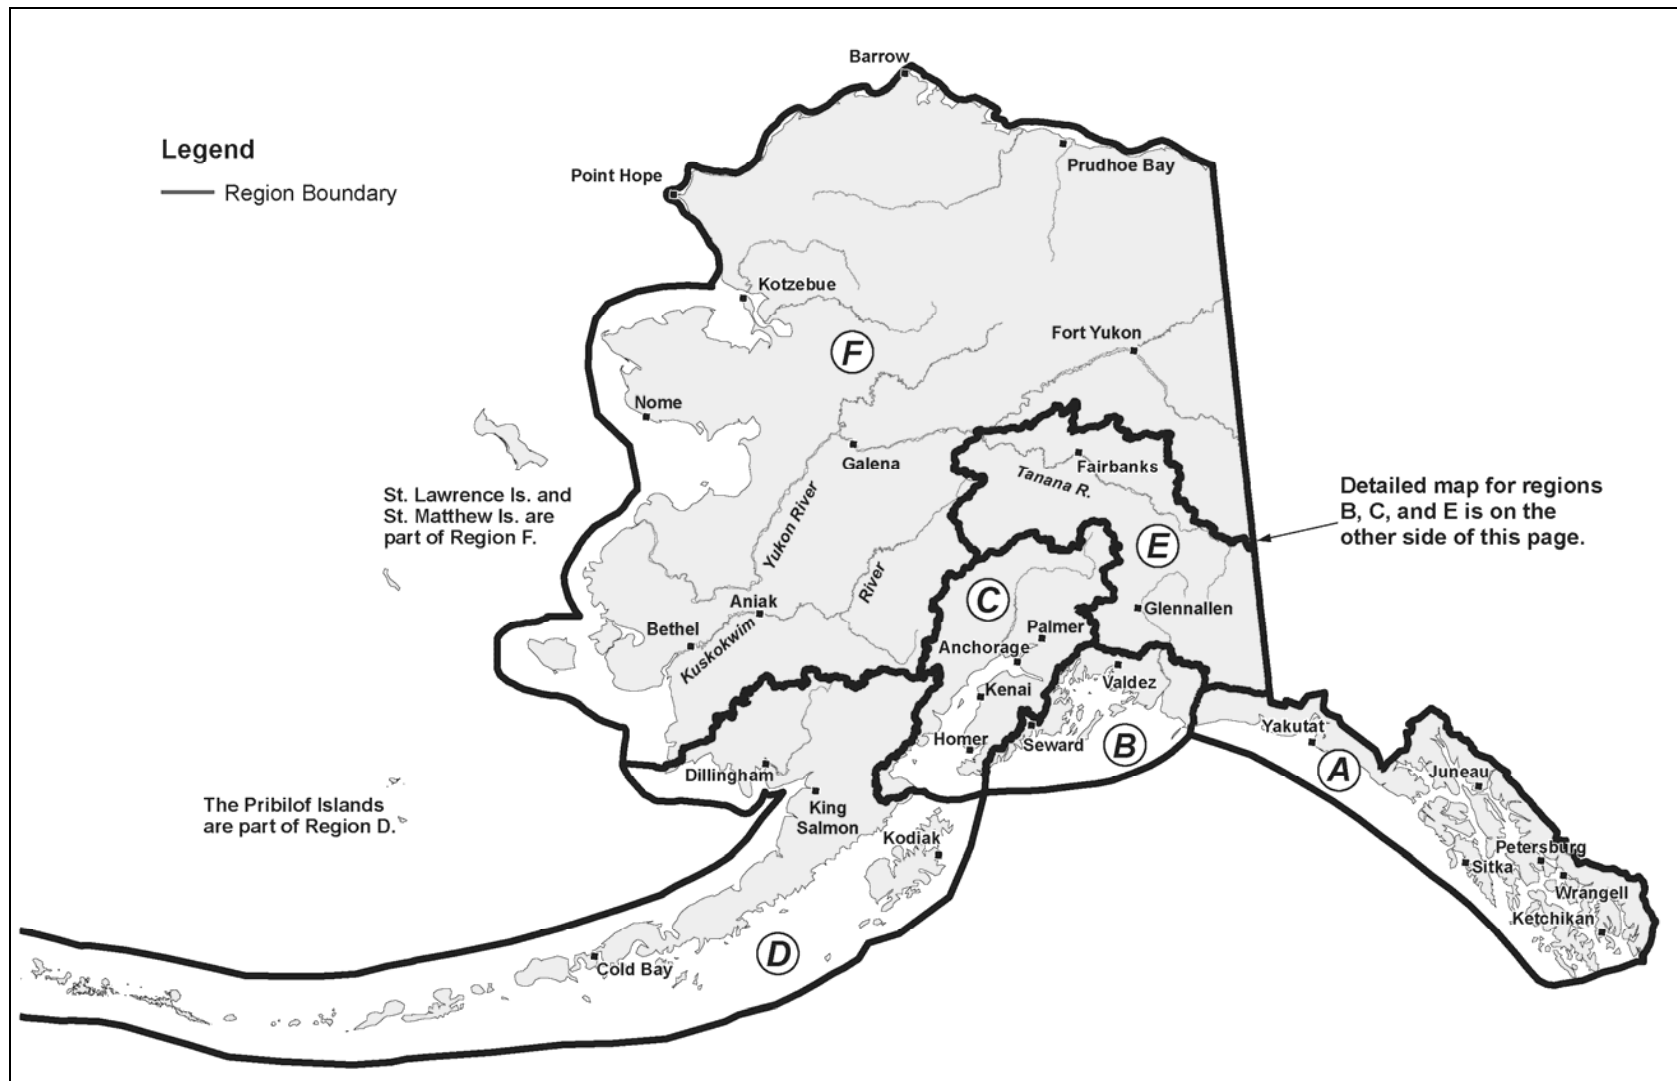 Barrow
Legend
Region Boundary
Point Hope
Prudhoe Bay
Kotzebue
F
Fort Yukon
Nome
Galena
Fairbanks
Tanana R.
St. Lawrence Is. and
St. Matthew Is. are
part of Region F.
Yukon River
Detailed map for regions
B, C, and E is on the
other side of this page.
E
River
C
Aniak
Glennallen
Bethel
Kuskokwim
Palmer
Anchorage
Kenai
Valdez
Homer
Seward
B
Yakutat
A
Juneau
Dillingham
King
Salmon
The Pribilof Islands
are part of Region D.
Kodiak
Petersburg
Sitka
Wrangell
Ketchikan
D
Cold Bay